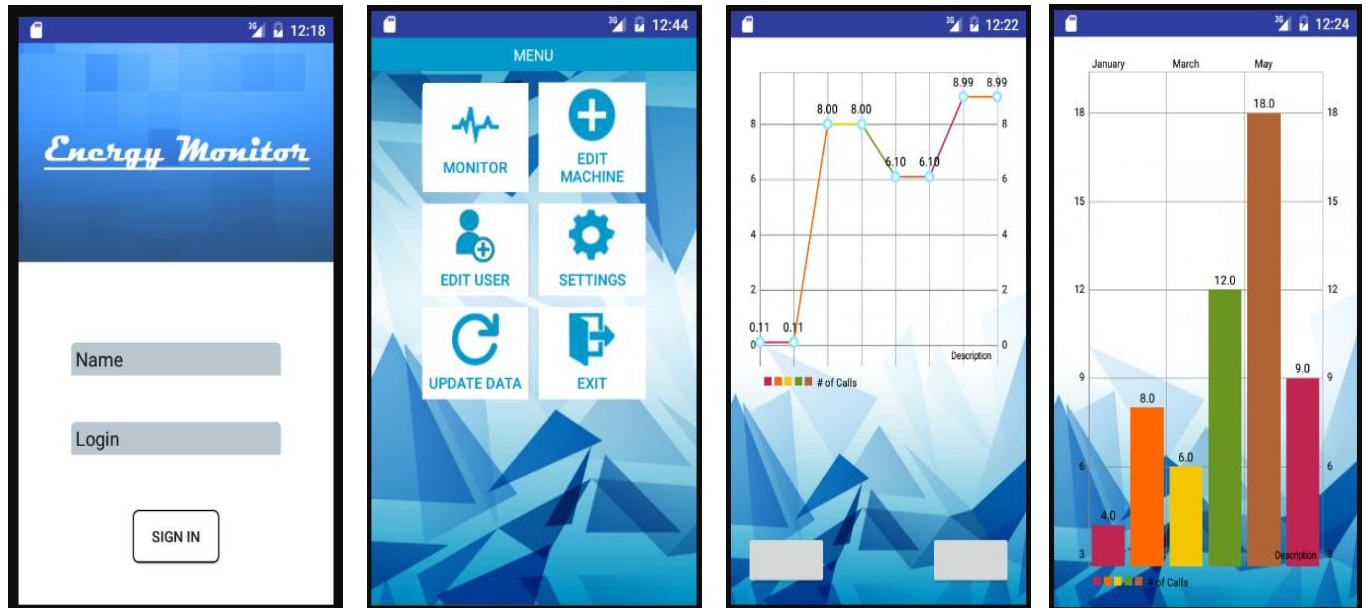 3G 12:18
Energy Monitor
Name
Login
SIGN IN
3G 12:44
MENU
MONITOR
EDIT
MACHINE
EDIT USER
SETTINGS
UPDATE DATA
EXIT
3G 12:22
8.99 8.99
8.00 8.00
8 8
6.10 6.10
6 6
4 4
2 2
0.11 0.11
0 0
Description
# of Calls
3G 12:24
January March May
18.0
18 18
15 15
12.0
12 12
9.0
9 9
8.0
6.0
6 6
4.0
3 Description 3
# of Calls